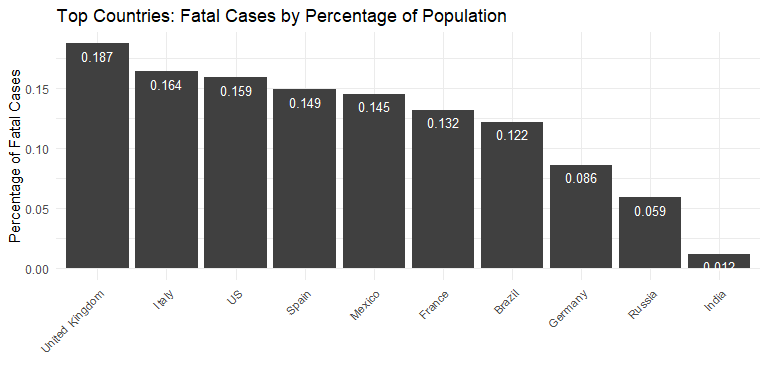 Top Countries: Fatal Cases by Percentage of Population
Percentage of Fatal Cases
0.15
0.10
0.05
0.00
0.187
0.164
0.159
0.149
0.145
0.132
0.122
0.086
0.059
0.012
United Kingdom
Italy
US
Spain
Mexico
France
Brazil
Germany
Russia
India